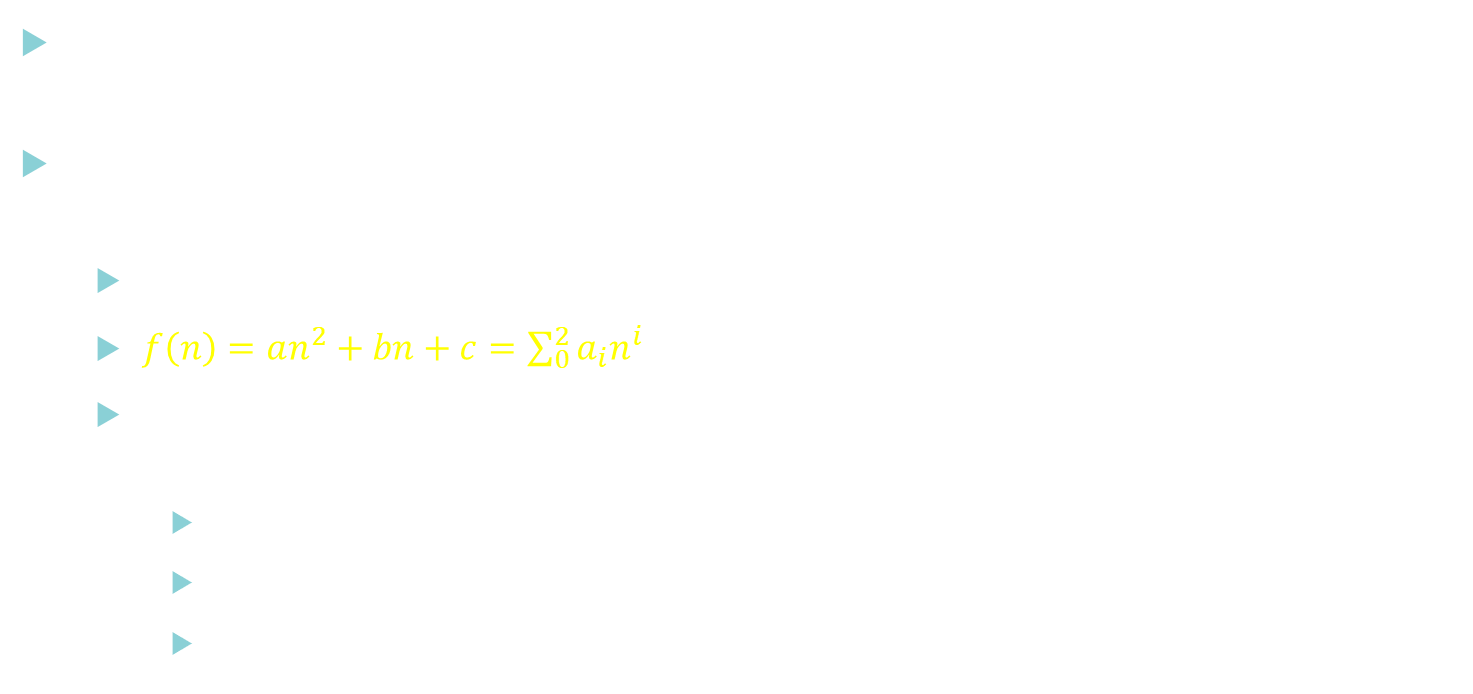 f(n) = an² + bn + c = ∑₀² aᵢnⁱ